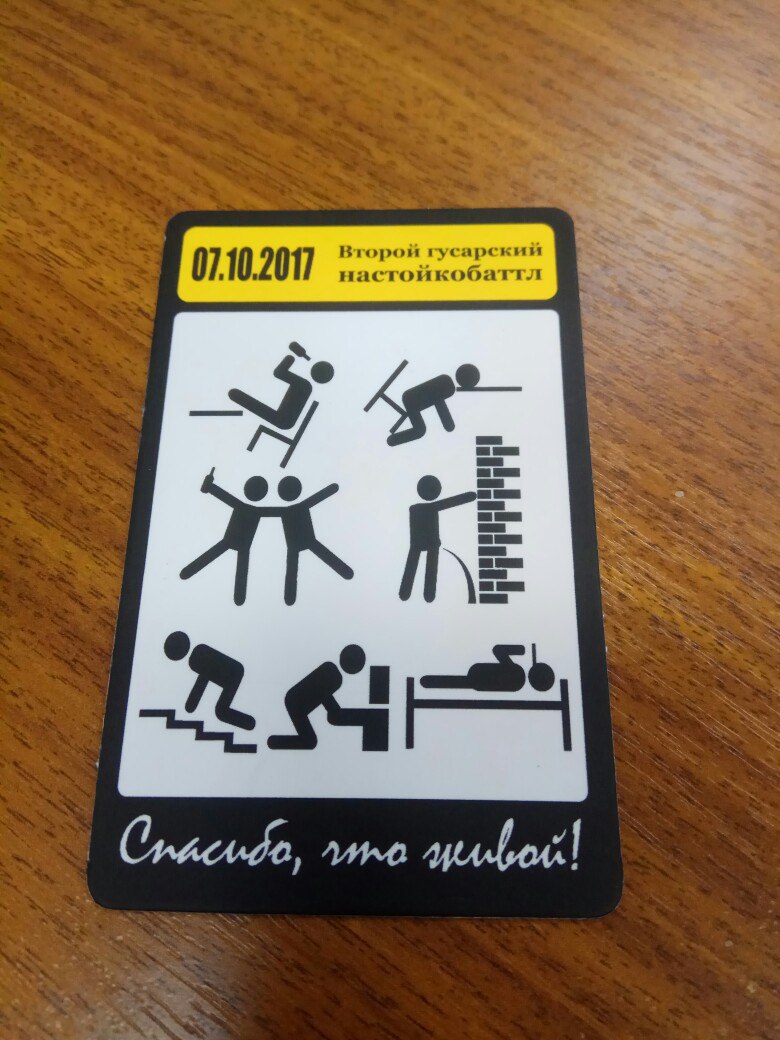 07.10.2017
Второй гусарский
настойкобаттл
Спасибо, что живой!